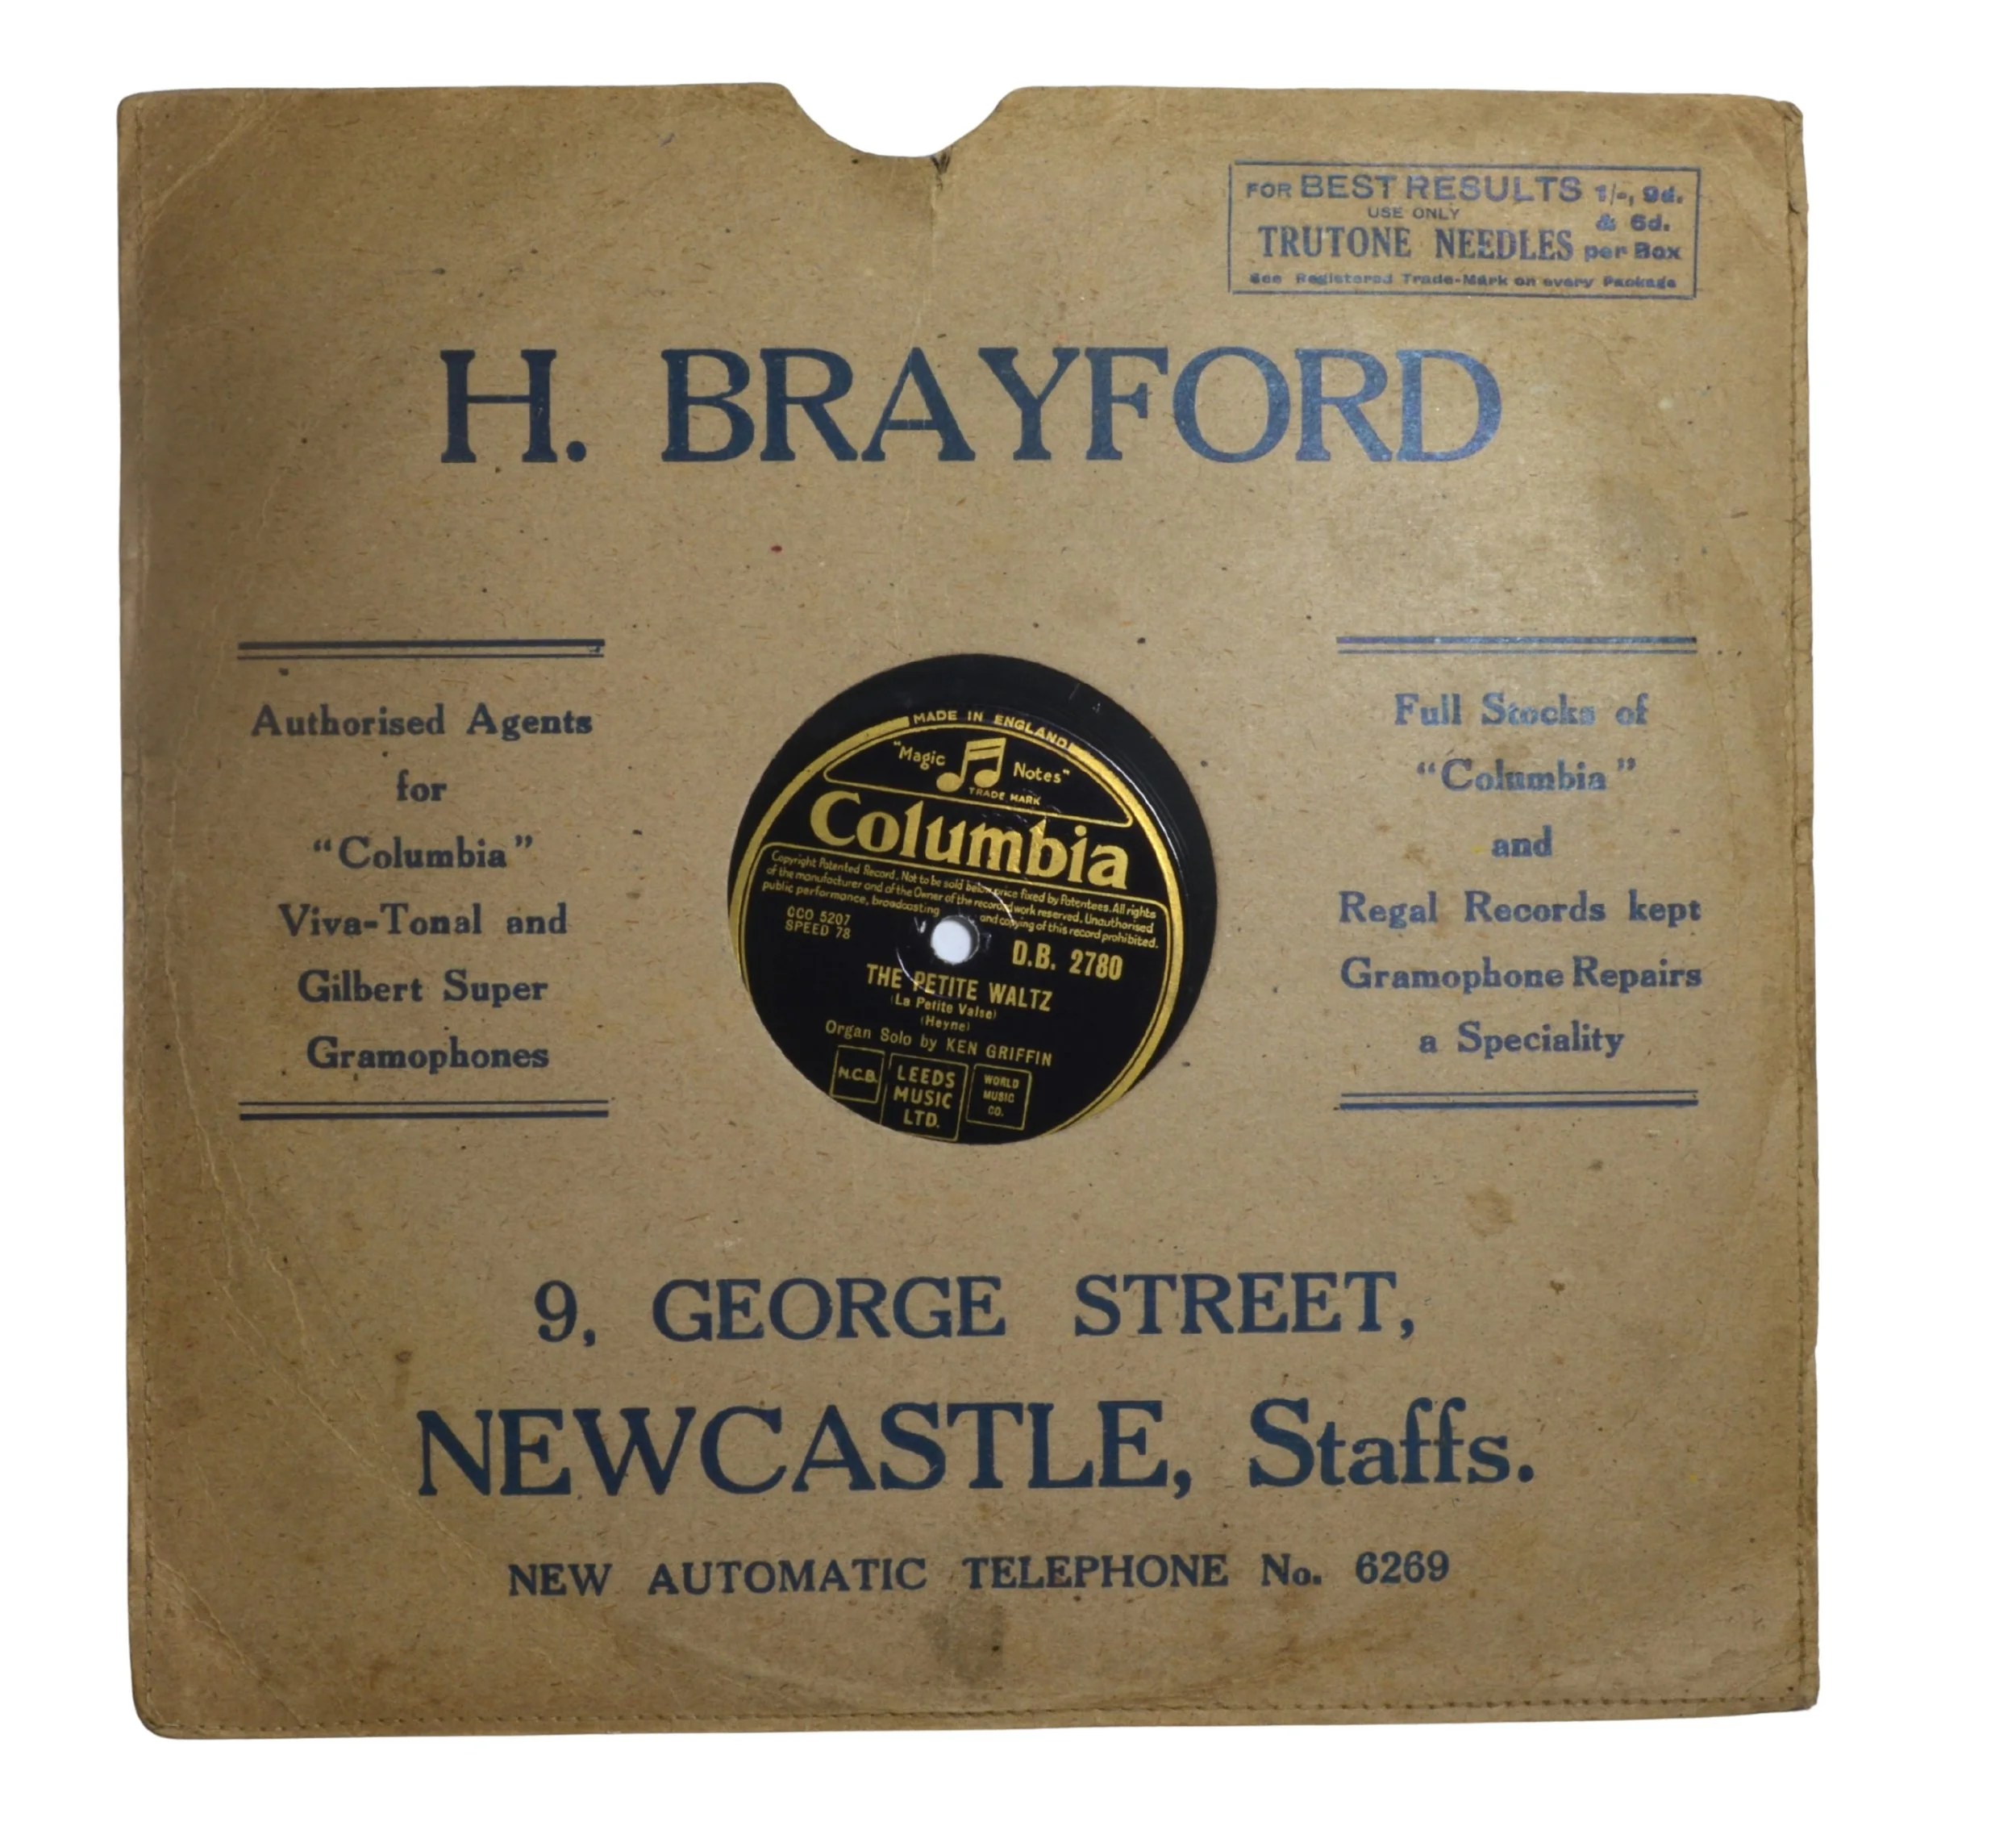 FOR BEST RESULTS 1/-, 9d.
USE ONLY & 6d.
TRUTONE NEEDLES per Box
See Registered Trade-Mark on every Package
H. BRAYFORD
Authorised Agents
for
“Columbia”
Viva-Tonal and
Gilbert Super
Gramophones
MADE IN ENGLAND
“Magic Notes”
TRADE MARK
Columbia
Copyright Patented Record. Not to be sold below price fixed by Patentees. All rights
of the manufacturer and of the Owner of the recorded work reserved. Unauthorised
public performance, broadcasting and copying of this record prohibited.
CCO 5207
SPEED 78
D.B. 2780
THE PETITE WALTZ
(La Petite Valse)
(Heyne)
Organ Solo by KEN GRIFFIN
N.C.B.
LEEDS
MUSIC
LTD.
WORLD
MUSIC
CO.
Full Stocks of
“Columbia”
and
Regal Records kept
Gramophone Repairs
a Speciality
9, GEORGE STREET,
NEWCASTLE, Staffs.
NEW AUTOMATIC TELEPHONE No. 6269